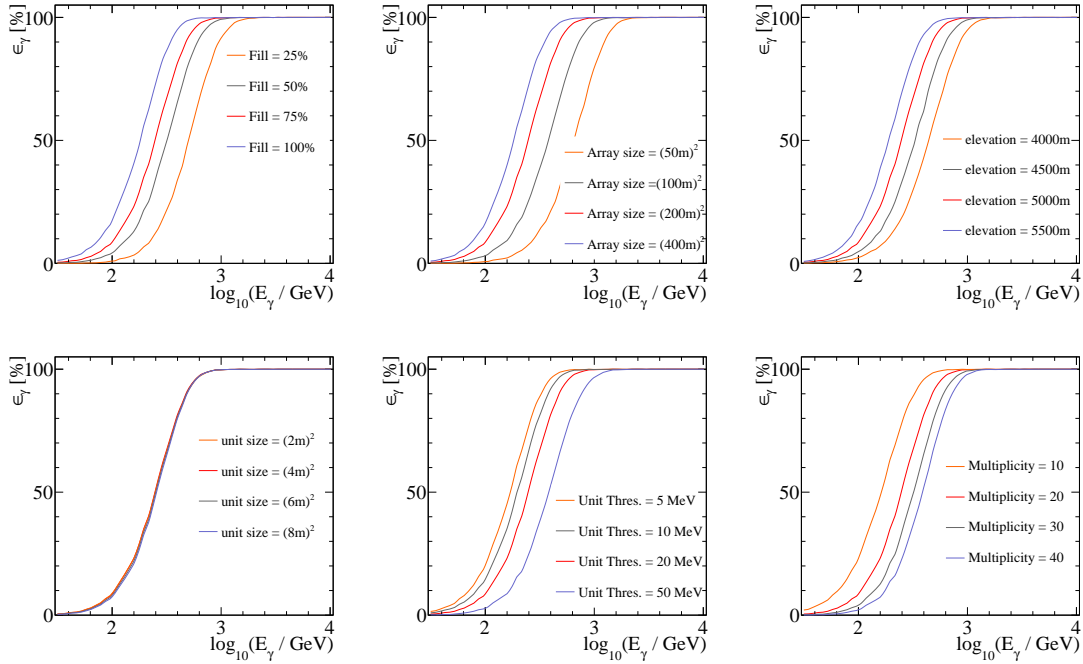 ∈γ [%]
100
50
0
Fill = 25%
Fill = 50%
Fill = 75%
Fill = 100%
2 3 4
log10(Eγ / GeV)
∈γ [%]
100
50
0
Array size = (50m)²
Array size =(100m)²
Array size =(200m)²
Array size = (400m)²
2 3 4
log10(Eγ / GeV)
∈γ [%]
100
50
0
elevation = 4000m
elevation = 4500m
elevation = 5000m
elevation = 5500m
2 3 4
log10(Eγ / GeV)
∈γ [%]
100
50
0
unit size = (2m)²
unit size = (4m)²
unit size = (6m)²
unit size = (8m)²
2 3 4
log10(Eγ / GeV)
∈γ [%]
100
50
0
Unit Thres. = 5 MeV
Unit Thres. = 10 MeV
Unit Thres. = 20 MeV
Unit Thres. = 50 MeV
2 3 4
log10(Eγ / GeV)
∈γ [%]
100
50
0
Multiplicity = 10
Multiplicity = 20
Multiplicity = 30
Multiplicity = 40
2 3 4
log10(Eγ / GeV)